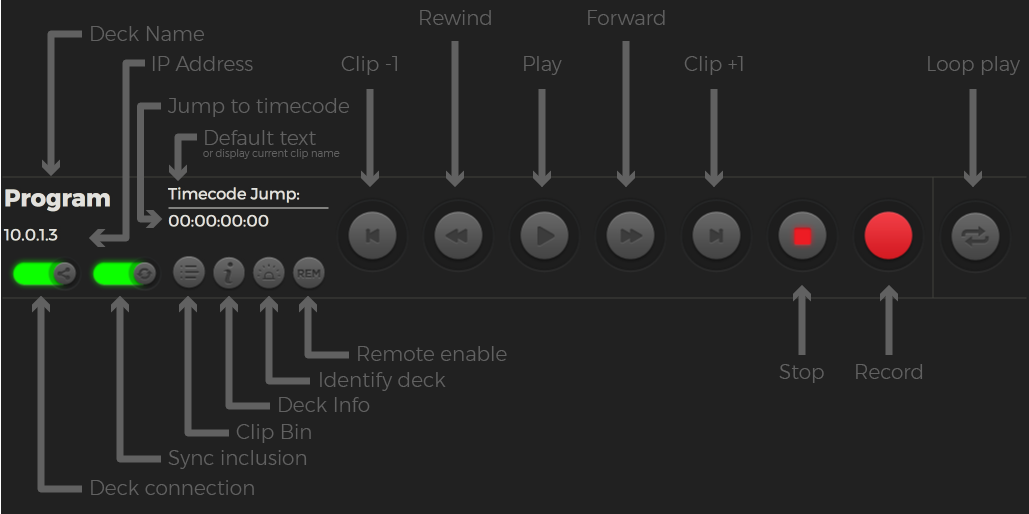 Rewind
Forward
Deck Name
IP Address
Clip -1
Play
Clip +1
Loop play
Jump to timecode
Default text
or display current clip name
Program
Timecode Jump:
00:00:00:00
10.0.1.3
REM
Remote enable
Identify deck
Deck Info
Clip Bin
Sync inclusion
Deck connection
Stop
Record